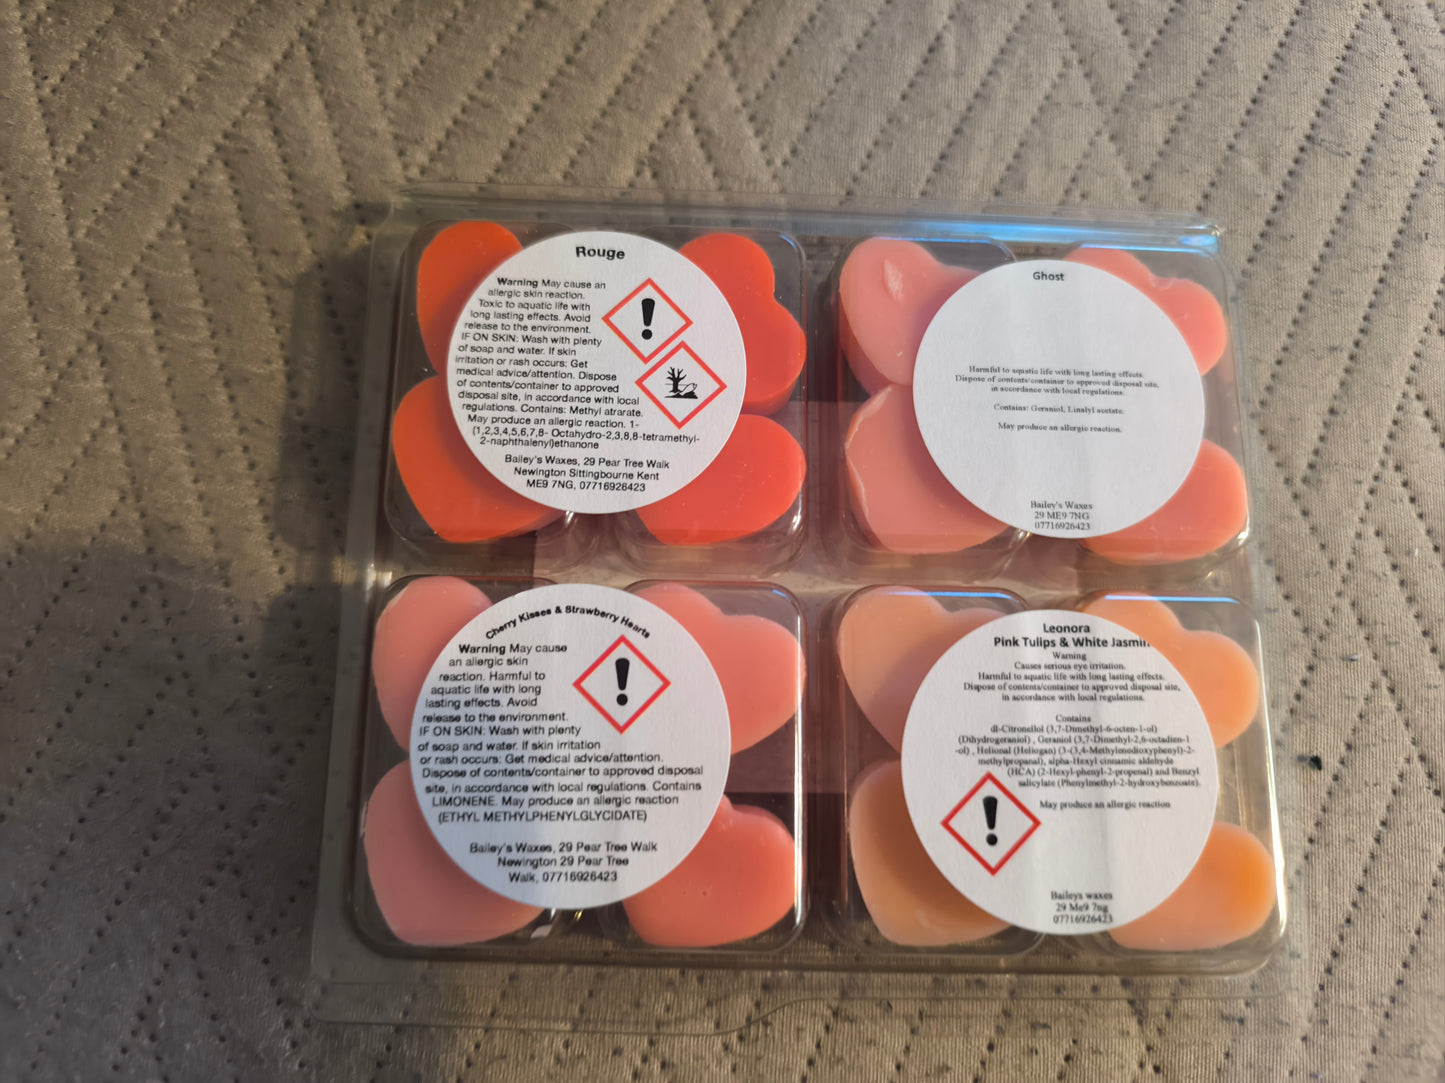 Rouge
Warning May cause an
allergic skin reaction.
Toxic to aquatic life with
long lasting effects. Avoid
release to the environment.
IF ON SKIN: Wash with plenty
of soap and water. If skin
irritation or rash occurs: Get
medical advice/attention. Dispose
of contents/container to approved
disposal site, in accordance with local
regulations. Contains: Methyl atrarate.
May produce an allergic reaction. 1-
(1,2,3,4,5,6,7,8- Octahydro-2,3,8,8-tetramethyl-
2-naphthalenyl)ethanone
Bailey's Waxes, 29 Pear Tree Walk
Newington Sittingbourne Kent
ME9 7NG, 07716926423
Ghost
Harmful to aquatic life with long lasting effects.
Dispose of contents/container to approved disposal site,
in accordance with local regulations.
Contains: Geraniol, Linalyl acetate.
May produce an allergic reaction.
Bailey's Waxes
29 ME9 7NG
07716926423
Cherry Kisses & Strawberry Hearts
Warning May cause
an allergic skin
reaction. Harmful to
aquatic life with long
lasting effects. Avoid
release to the environment.
IF ON SKIN: Wash with plenty
of soap and water. If skin irritation
or rash occurs: Get medical advice/attention.
Dispose of contents/container to approved disposal
site, in accordance with local regulations. Contains
LIMONENE. May produce an allergic reaction
(ETHYL METHYLPHENYLGLYCIDATE)
Bailey's Waxes, 29 Pear Tree Walk
Newington 29 Pear Tree
Walk, 07716926423
Leonora
Pink Tulips & White Jasmin
Warning
Causes serious eye irritation.
Harmful to aquatic life with long lasting effects.
Dispose of contents/container to approved disposal site,
in accordance with local regulations.
Contains
dl-Citronellol (3,7-Dimethyl-6-octen-1-ol)
(Dihydrogeraniol) , Geraniol (3,7-Dimethyl-2,6-octadien-1
-ol) , Helional (Heliogan) (3-(3,4-Methylenedioxyphenyl)-2-
methylpropanal), alpha-Hexyl cinnamic aldehyde
(HCA) (2-Hexyl-phenyl-2-propenal) and Benzyl
salicylate (Phenylmethyl-2-hydroxybenzoate).
May produce an allergic reaction
Baileys waxes
29 Me9 7ng
07716926423